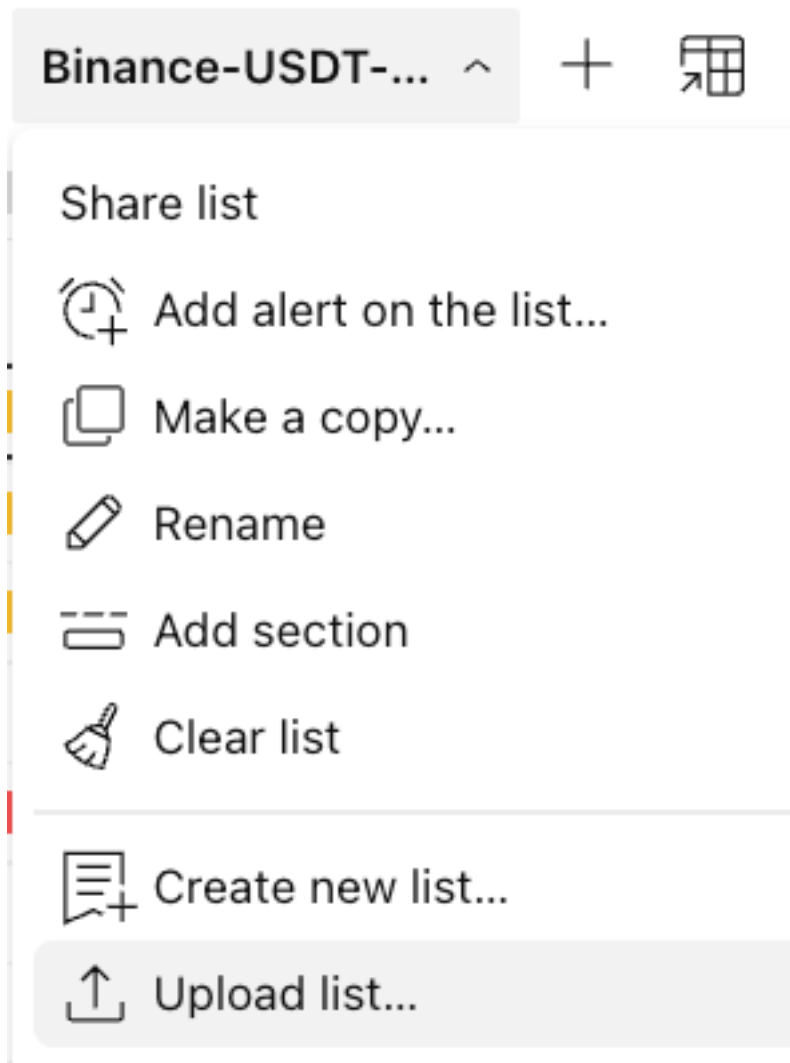 Binance-USDT-...
Share list
Add alert on the list...
Make a copy...
Rename
Add section
Clear list
Create new list...
Upload list...